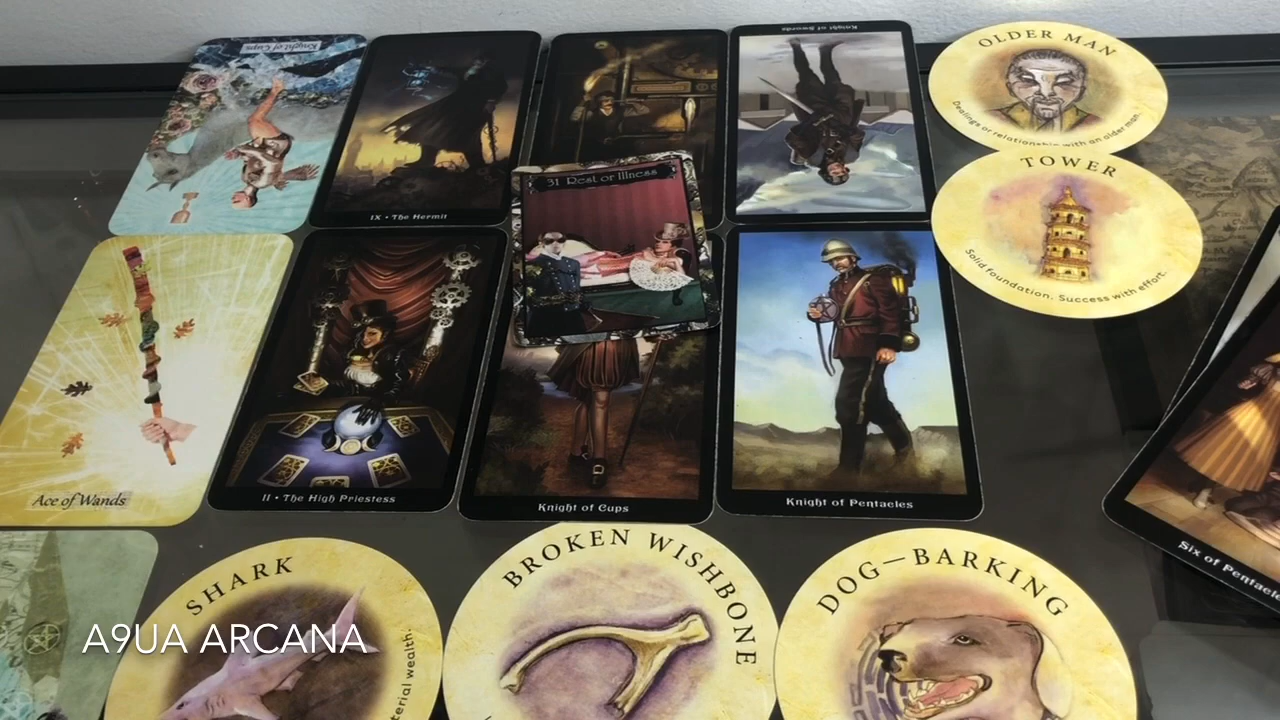 Knight of Cups
IX • The Hermit
Knight of Swords
OLDER MAN
Dealings or relationship with an older man.
TOWER
Solid foundation. Success with effort.
31 Rest or Illness
Ace of Wands
II • The High Priestess
Knight of Cups
Knight of Pentacles
Six of Pentacle
SHARK
terial wealth.
BROKEN WISHBONE
DOG—BARKING
A9UA ARCANA